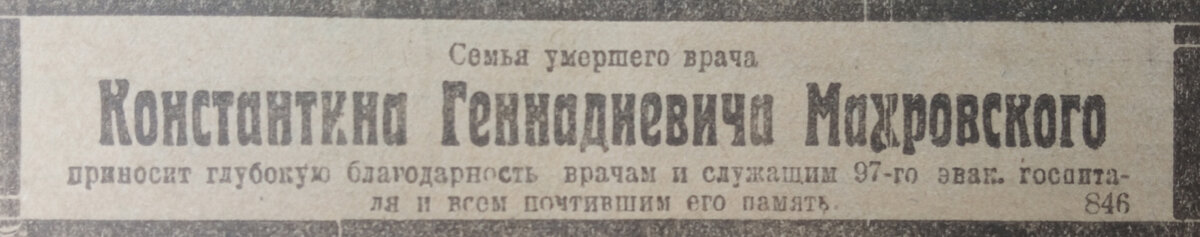 Семья умершего врача
Константина Геннадиевича Махровского
приносит глубокую благодарность врачам и служащим 97-го эвак. госпита-
ля и всем почтившим его память.
846